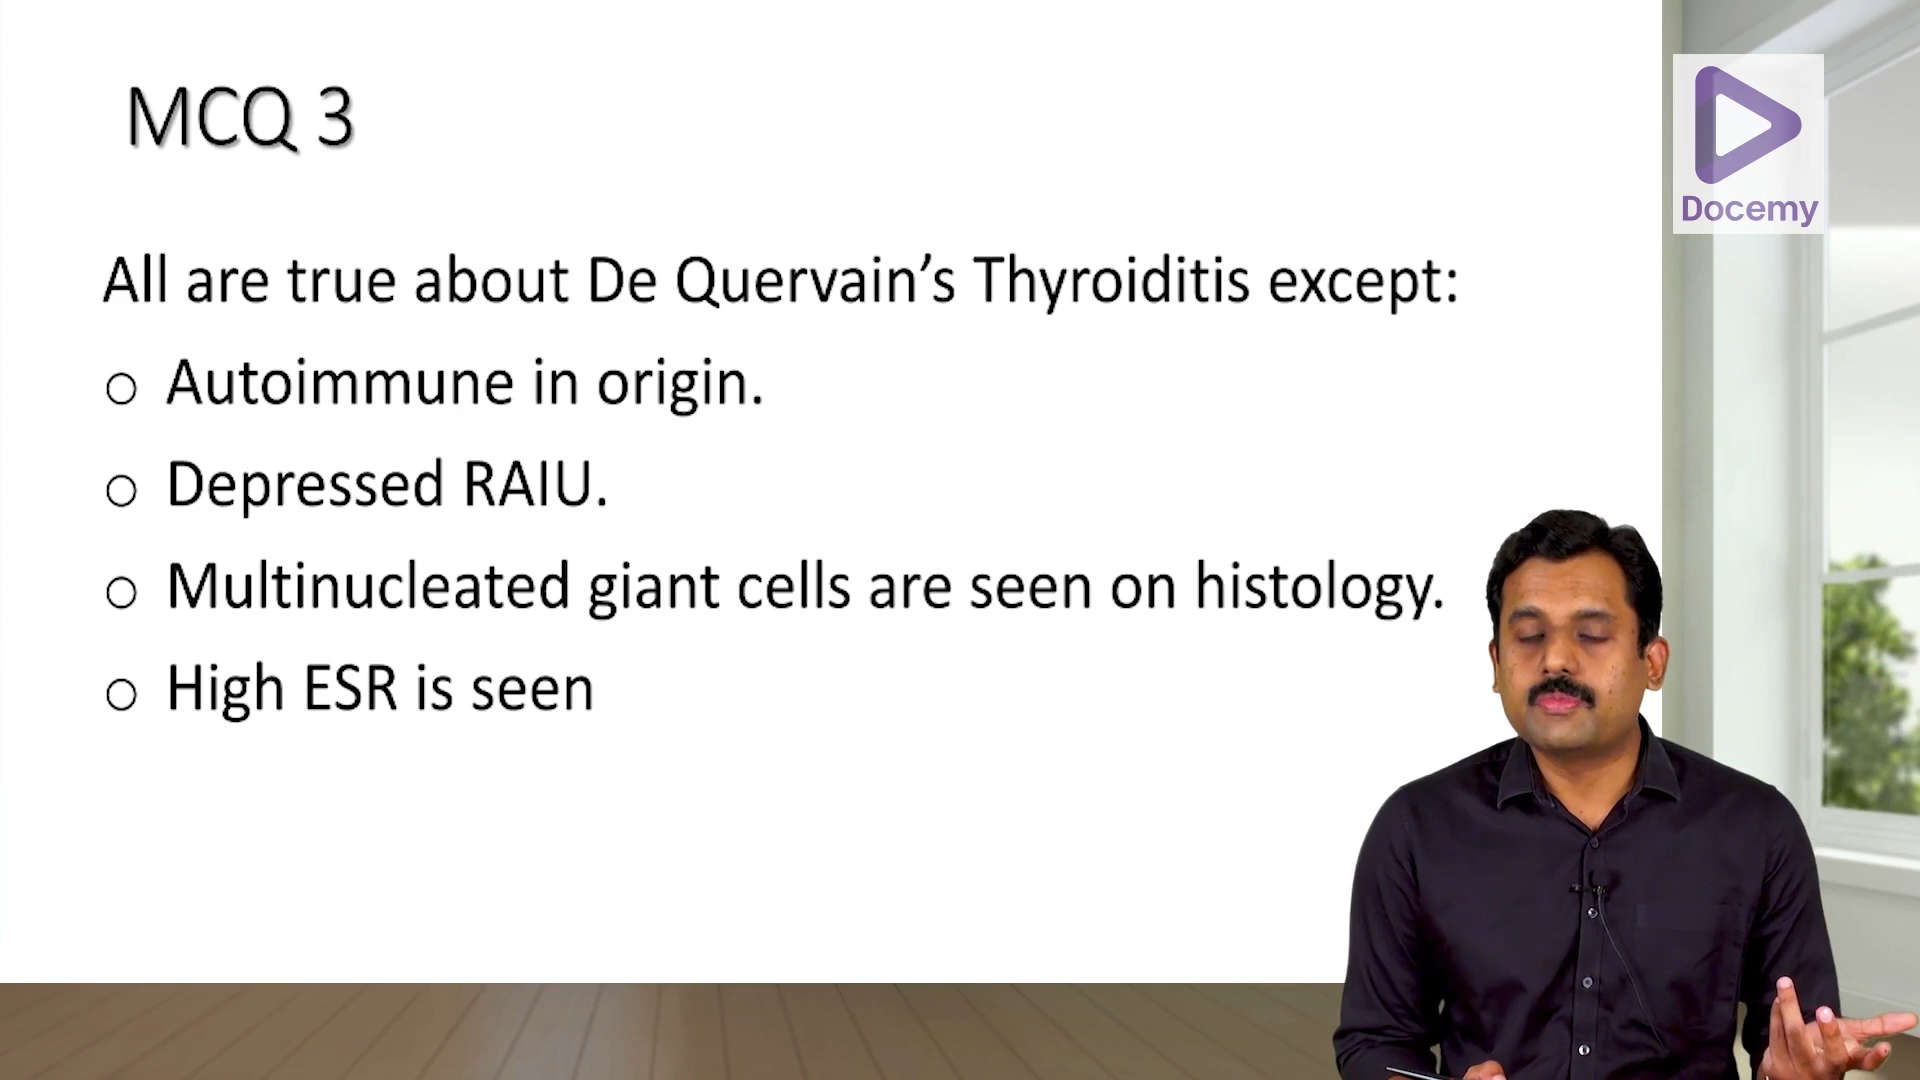 MCQ 3
Docemy
All are true about De Quervain’s Thyroiditis except:
o Autoimmune in origin.
o Depressed RAIU.
o Multinucleated giant cells are seen on histology.
o High ESR is seen